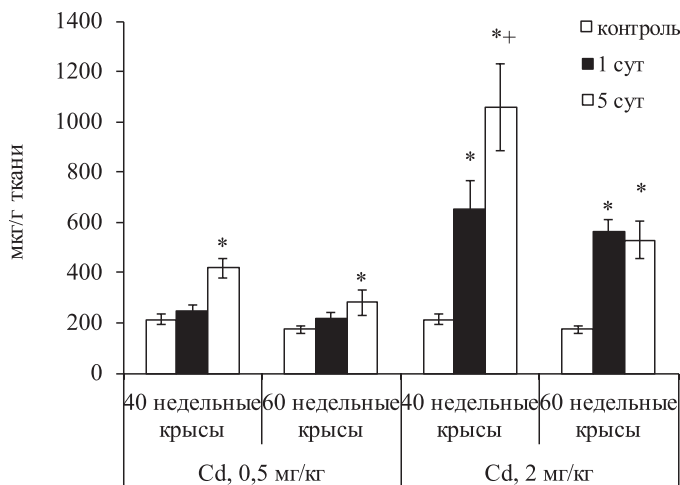 мкг/г ткани
1400
1200
1000
800
600
400
200
0
контроль
1 сут
5 сут
*
*
*
*+
*
*
40 недельные
крысы
60 недельные
крысы
40 недельные
крысы
60 недельные
крысы
Cd, 0,5 мг/кг
Cd, 2 мг/кг